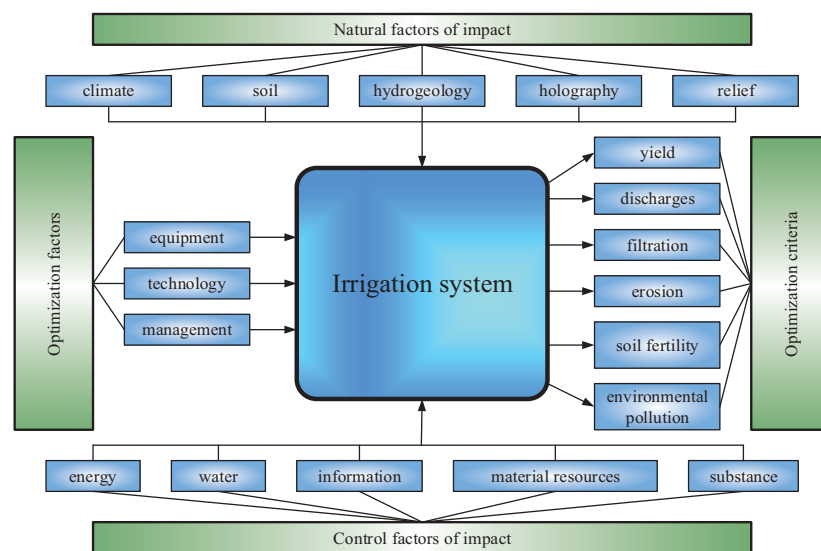 Natural factors of impact
climate
soil
hydrogeology
holography
relief
Optimization factors
equipment
technology
management
Irrigation system
yield
discharges
filtration
erosion
soil fertility
environmental
pollution
Optimization criteria
energy
water
information
material resources
substance
Control factors of impact